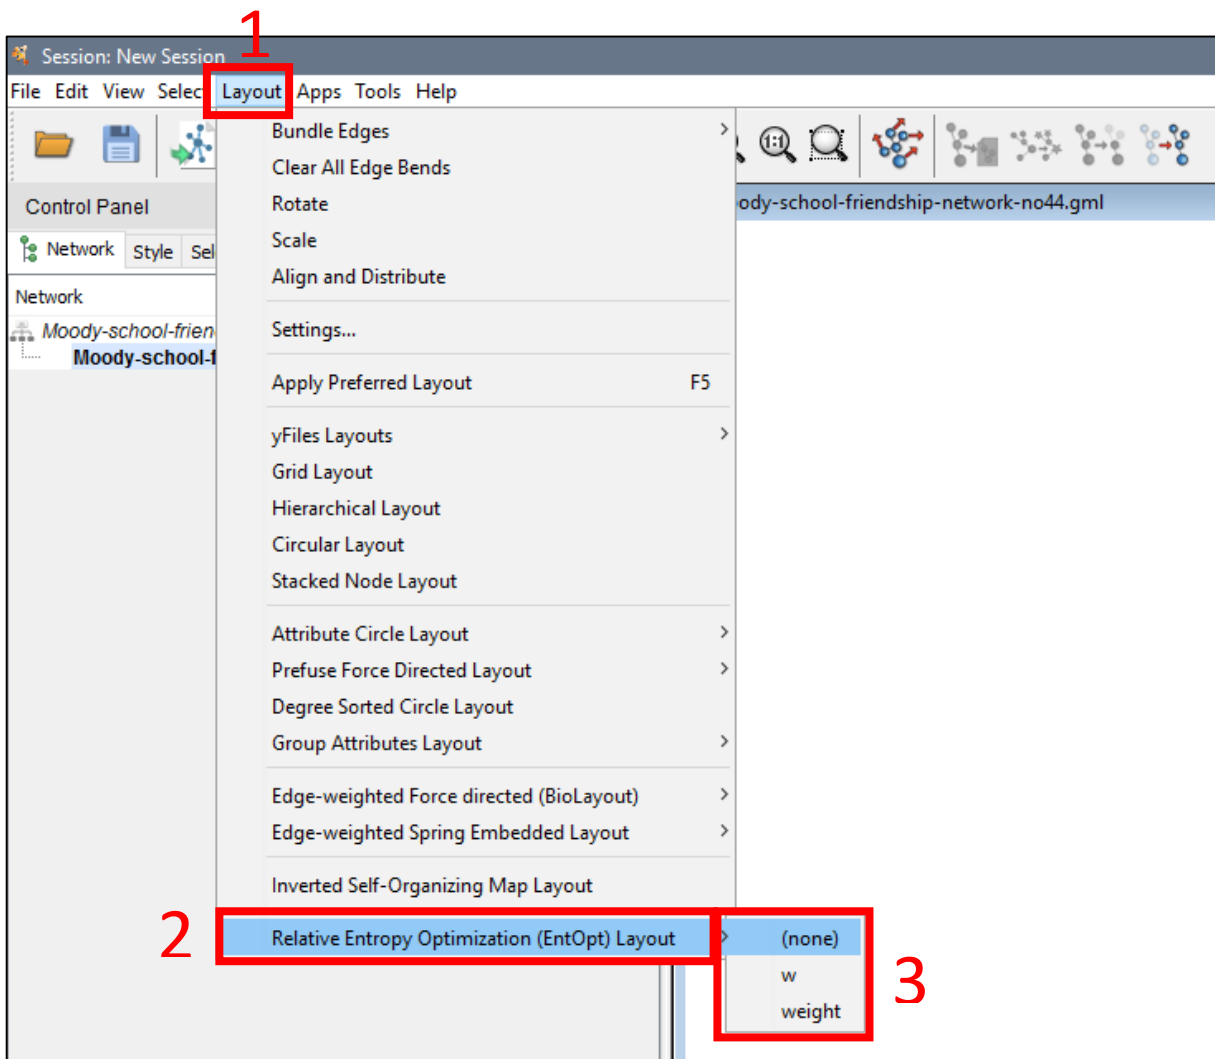 1
Session: New Session
File Edit View Select Layout Apps Tools Help
Bundle Edges
Clear All Edge Bends
Rotate
Scale
Align and Distribute
Settings...
Apply Preferred Layout F5
yFiles Layouts
Grid Layout
Hierarchical Layout
Circular Layout
Stacked Node Layout
Attribute Circle Layout
Prefuse Force Directed Layout
Degree Sorted Circle Layout
Group Attributes Layout
Edge-weighted Force directed (BioLayout)
Edge-weighted Spring Embedded Layout
Inverted Self-Organizing Map Layout
2
Relative Entropy Optimization (EntOpt) Layout
(none)
w
weight
3
1:1
ody-school-friendship-network-no44.gml
Control Panel
Network Style Sel
Network
Moody-school-frien
Moody-school-f